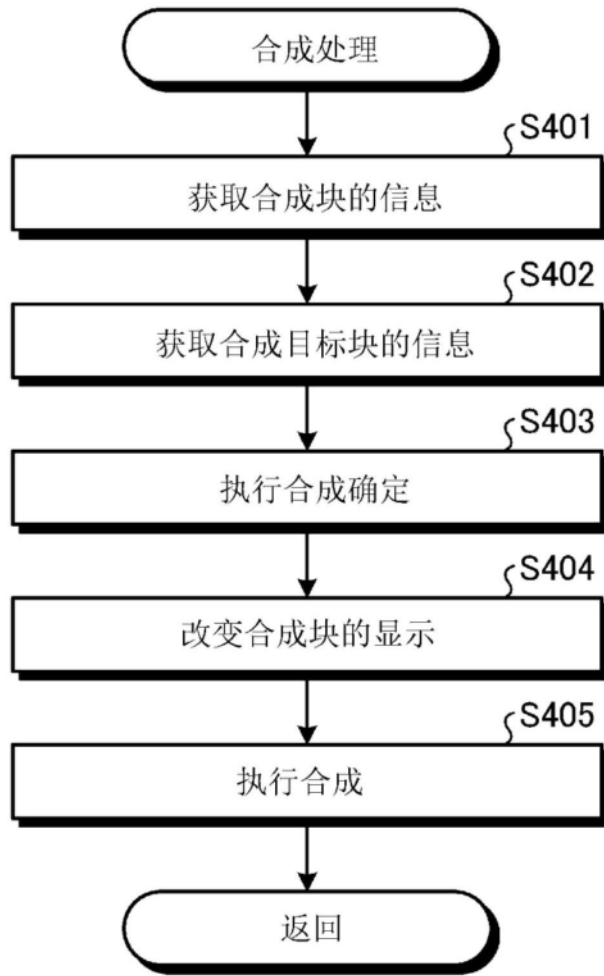 合成处理
S401
获取合成块的信息
S402
获取合成目标块的信息
S403
执行合成确定
S404
改变合成块的显示
S405
执行合成
返回